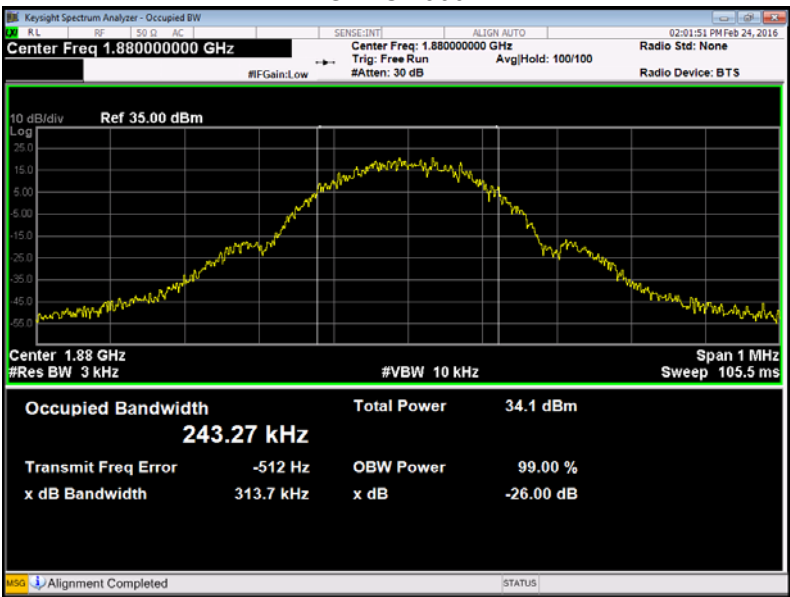 Keysight Spectrum Analyzer - Occupied BW
LXI RL RF 50 Ω AC SENSE:INT ALIGN AUTO 02:01:51 PM Feb 24, 2016
Center Freq 1.880000000 GHz Center Freq: 1.880000000 GHz Radio Std: None
Trig: Free Run Avg|Hold: 100/100
#IFGain:Low #Atten: 30 dB Radio Device: BTS
10 dB/div Ref 35.00 dBm
Log
25.0
15.0
5.00
-5.00
-15.0
-25.0
-35.0
-45.0
-55.0
Center 1.88 GHz Span 1 MHz
#Res BW 3 kHz #VBW 10 kHz Sweep 105.5 ms
Occupied Bandwidth Total Power 34.1 dBm
243.27 kHz
Transmit Freq Error -512 Hz OBW Power 99.00 %
x dB Bandwidth 313.7 kHz x dB -26.00 dB
MSG Alignment Completed STATUS